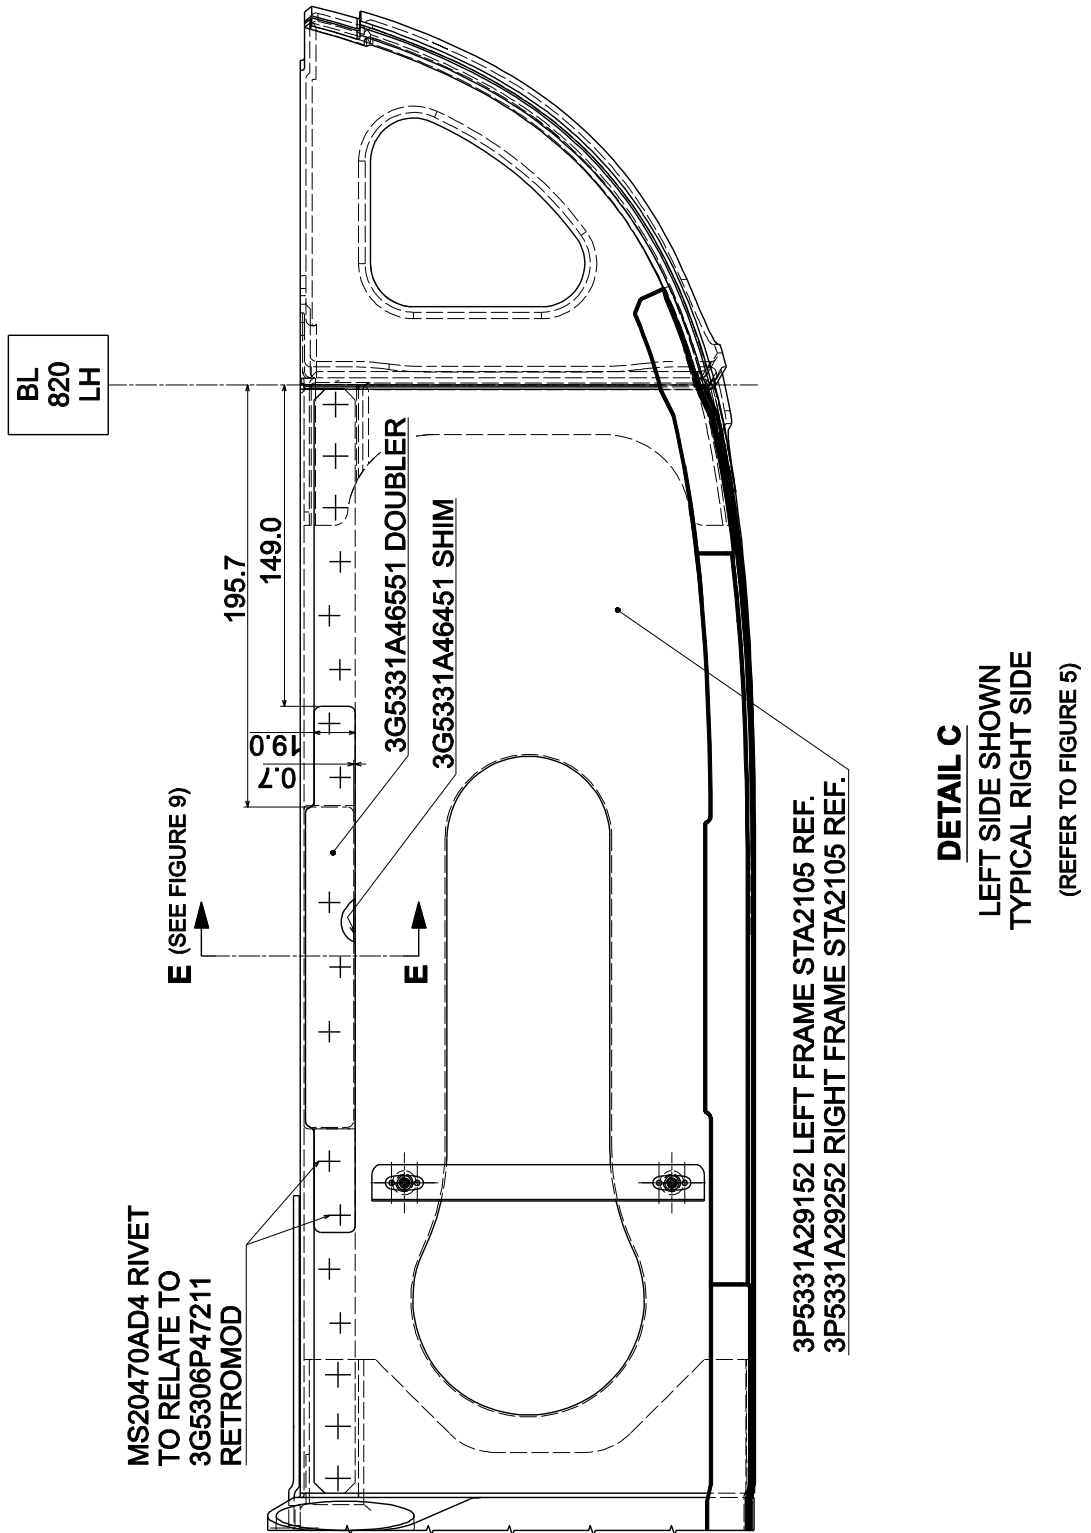 BL
820
LH
195.7
149.0
19.0
0.7
3G5331A46551 DOUBLER
3G5331A46451 SHIM
E (SEE FIGURE 9)
E
MS20470AD4 RIVET
TO RELATE TO
3G5306P47211
RETROMOD
3P5331A29152 LEFT FRAME STA2105 REF.
3P5331A29252 RIGHT FRAME STA2105 REF.
DETAIL C
LEFT SIDE SHOWN
TYPICAL RIGHT SIDE
(REFER TO FIGURE 5)